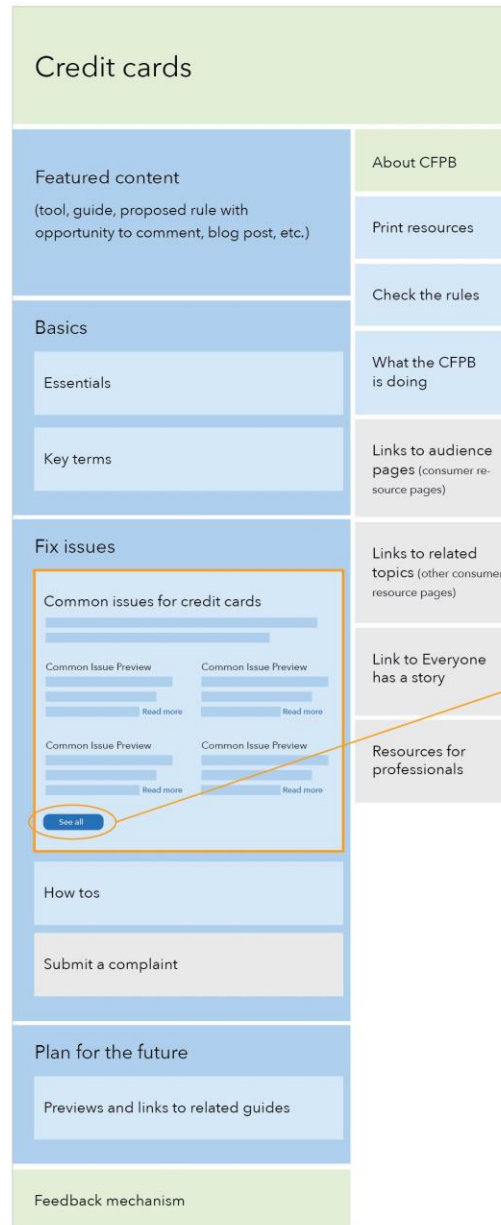 Credit cards
Featured content
(tool, guide, proposed rule with
opportunity to comment, blog post, etc.)
Basics
Essentials
Key terms
Fix issues
Common issues for credit cards
Common Issue Preview
Read more
Common Issue Preview
Read more
Common Issue Preview
Read more
Common Issue Preview
Read more
See all
How tos
Submit a complaint
Plan for the future
Previews and links to related guides
Feedback mechanism
About CFPB
Print resources
Check the rules
What the CFPB
is doing
Links to audience
pages (consumer re-
source pages)
Links to related
topics (other consumer
resource pages)
Link to Everyone
has a story
Resources for
professionals